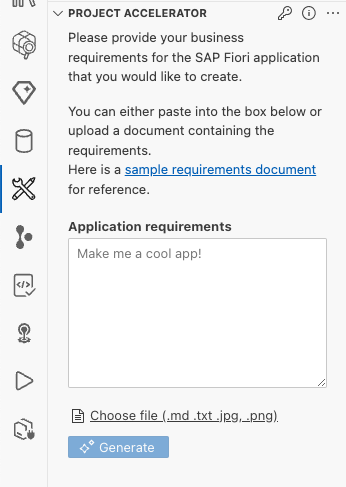 PROJECT ACCELERATOR
Please provide your business
requirements for the SAP Fiori application
that you would like to create.
You can either paste into the box below or
upload a document containing the
requirements.
Here is a sample requirements document
for reference.
Application requirements
Make me a cool app!
Choose file (.md .txt .jpg, .png)
Generate